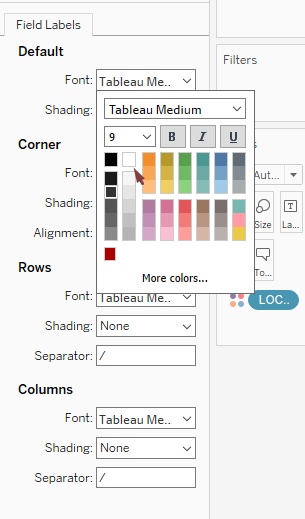 Field Labels
Default
Font: Tableau Me..
Shading:
Tableau Medium
9 B I U
Corner
Font:
Shading:
Alignment:
More colors...
Rows
Font: Tableau Me..
Shading: None
Separator: /
Columns
Font: Tableau Me..
Shading: None
Separator: /
Filters
Aut..
Size La...
To...
LOC..